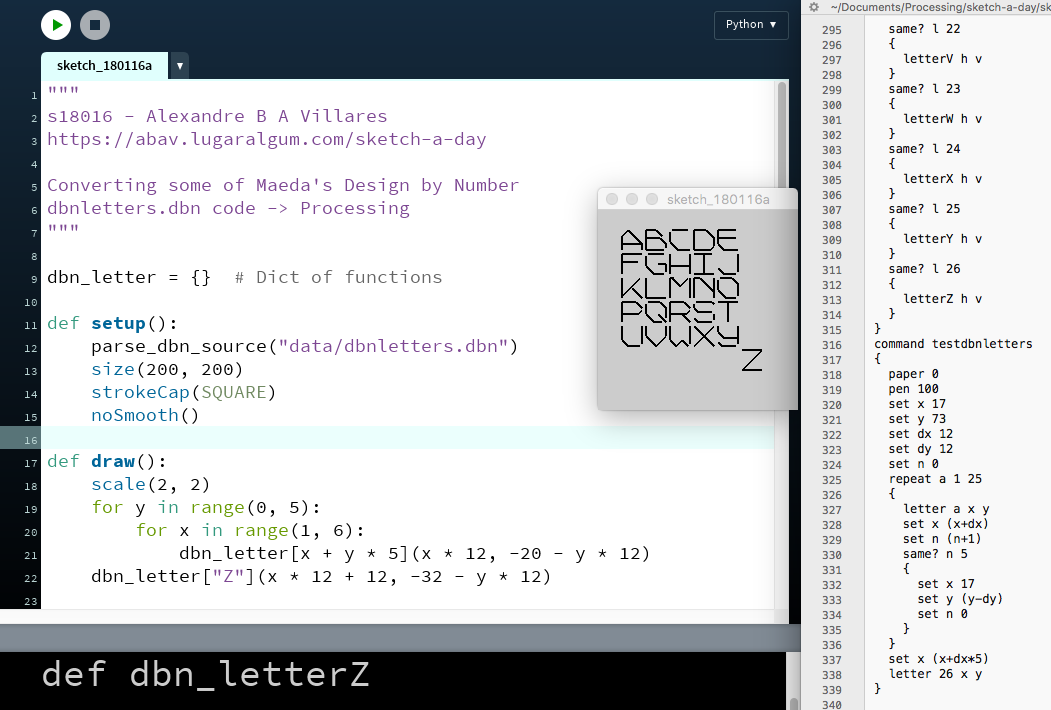 Python ▼
sketch_180116a ▼
1 """
2 s18016 - Alexandre B A Villares
3 https://abav.lugaralgum.com/sketch-a-day
4
5 Converting some of Maeda's Design by Number
6 dbnletters.dbn code -> Processing
7 """
8
9 dbn_letter = {}  # Dict of functions
10
11 def setup():
12     parse_dbn_source("data/dbnletters.dbn")
13     size(200, 200)
14     strokeCap(SQUARE)
15     noSmooth()
16
17 def draw():
18     scale(2, 2)
19     for y in range(0, 5):
20         for x in range(1, 6):
21             dbn_letter[x + y * 5](x * 12, -20 - y * 12)
22     dbn_letter["Z"](x * 12 + 12, -32 - y * 12)
23
def dbn_letterZ
sketch_180116a
ABCDE
FGHIJ
KLMNO
PQRST
UVWXY
Z
~/Documents/Processing/sketch-a-day/sk
295   same? l 22
296   {
297     letterV h v
298   }
299   same? l 23
300   {
301     letterW h v
302   }
303   same? l 24
304   {
305     letterX h v
306   }
307   same? l 25
308   {
309     letterY h v
310   }
311   same? l 26
312   {
313     letterZ h v
314   }
315 }
316 command testdbnletters
317 {
318   paper 0
319   pen 100
320   set x 17
321   set y 73
322   set dx 12
323   set dy 12
324   set n 0
325   repeat a 1 25
326   {
327     letter a x y
328     set x (x+dx)
329     set n (n+1)
330     same? n 5
331     {
332       set x 17
333       set y (y-dy)
334       set n 0
335     }
336   }
337   set x (x+dx*5)
338   letter 26 x y
339 }
340